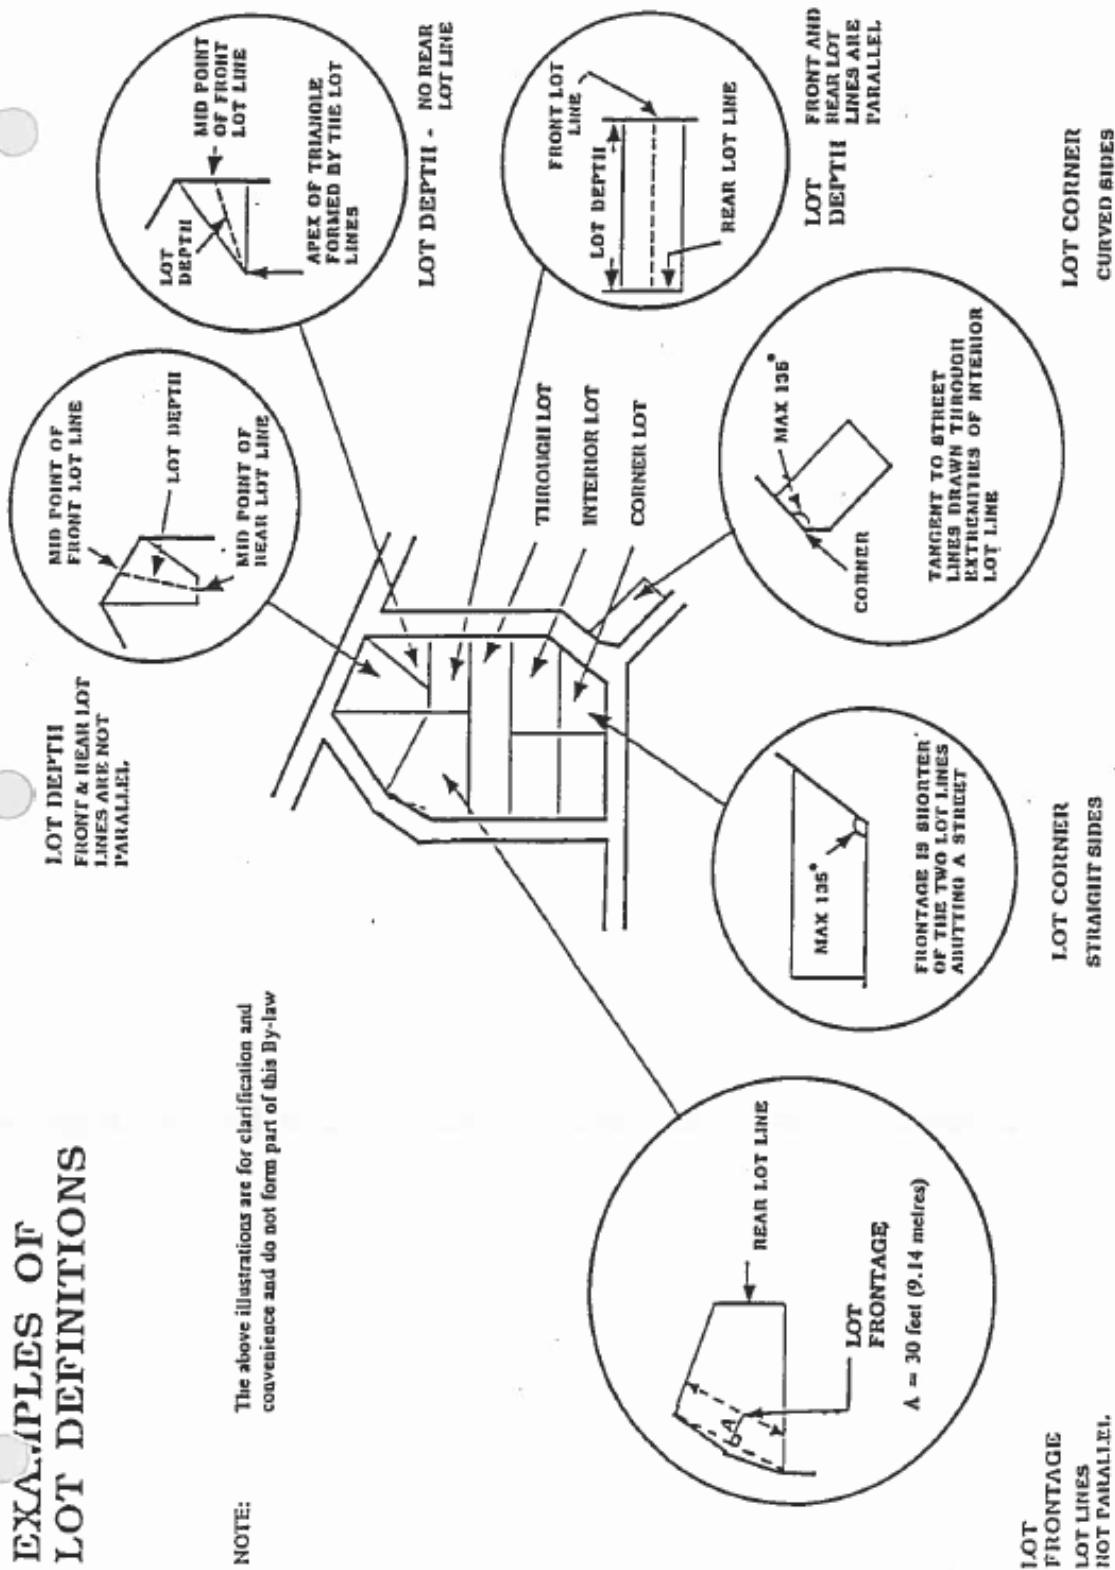 EXAMPLES OF
LOT DEFINITIONS
NOTE:
The above illustrations are for clarification and
convenience and do not form part of this By-law
LOT DEPTH
FRONT & REAR LOT
LINES ARE NOT
PARALLEL.
MID POINT OF
FRONT LOT LINE
LOT DEPTH
MID POINT OF
REAR LOT LINE
MID POINT
OF FRONT
LOT LINE
LOT
DEPTH
APEX OF TRIANGLE
FORMED BY THE LOT
LINES
LOT DEPTH - NO REAR
LOT LINE
FRONT LOT
LINE
LOT DEPTH
REAR LOT LINE
LOT
DEPTH
FRONT AND
REAR LOT
LINES ARE
PARALLEL
THROUGH LOT
INTERIOR LOT
CORNER LOT
REAR LOT LINE
A
LOT
FRONTAGE
A = 30 feet (9.14 metres)
LOT
FRONTAGE
LOT LINES
NOT PARALLEL.
MAX 135°
FRONTAGE IS SHORTER
OF THE TWO LOT LINES
ABUTTING A STREET
LOT CORNER
STRAIGHT SIDES
MAX 135°
CORNER
TANGENT TO STREET
LINES DRAWN THROUGH
EXTREMITIES OF INTERIOR
LOT LINE
LOT CORNER
CURVED SIDES